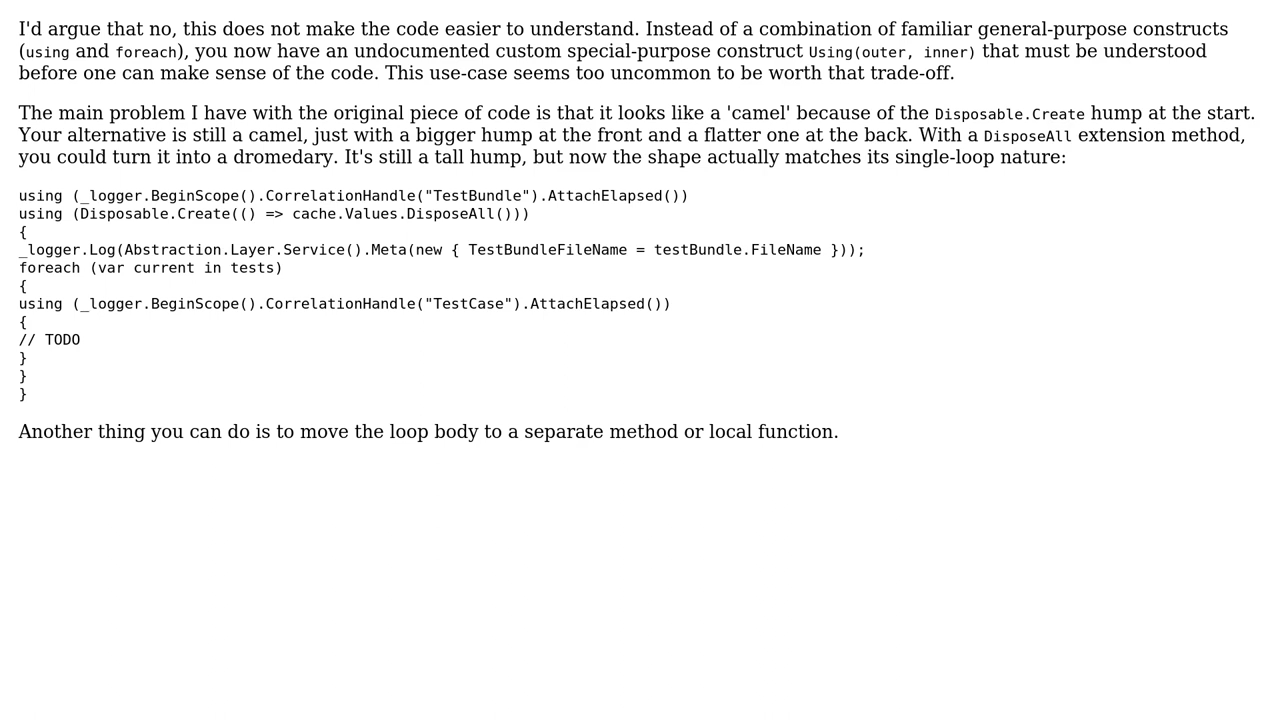 I'd argue that no, this does not make the code easier to understand. Instead of a combination of familiar general-purpose constructs
(using and foreach), you now have an undocumented custom special-purpose construct Using(outer, inner) that must be understood
before one can make sense of the code. This use-case seems too uncommon to be worth that trade-off.
The main problem I have with the original piece of code is that it looks like a 'camel' because of the Disposable.Create hump at the start.
Your alternative is still a camel, just with a bigger hump at the front and a flatter one at the back. With a DisposeAll extension method,
you could turn it into a dromedary. It's still a tall hump, but now the shape actually matches its single-loop nature:
using (_logger.BeginScope().CorrelationHandle("TestBundle").AttachElapsed())
using (Disposable.Create(() => cache.Values.DisposeAll()))
{
_logger.Log(Abstraction.Layer.Service().Meta(new { TestBundleFileName = testBundle.FileName }));
foreach (var current in tests)
{
using (_logger.BeginScope().CorrelationHandle("TestCase").AttachElapsed())
{
// TODO
}
}
}
Another thing you can do is to move the loop body to a separate method or local function.